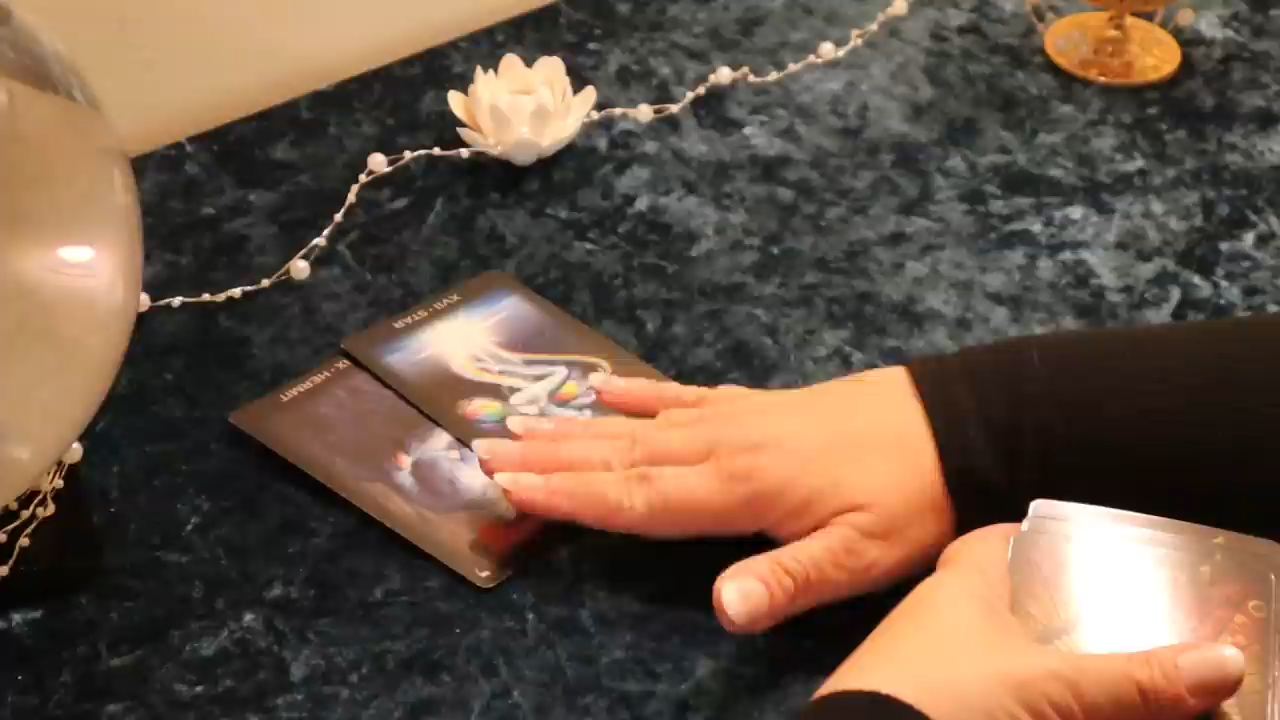 XVII • STAR
IX • HERMIT